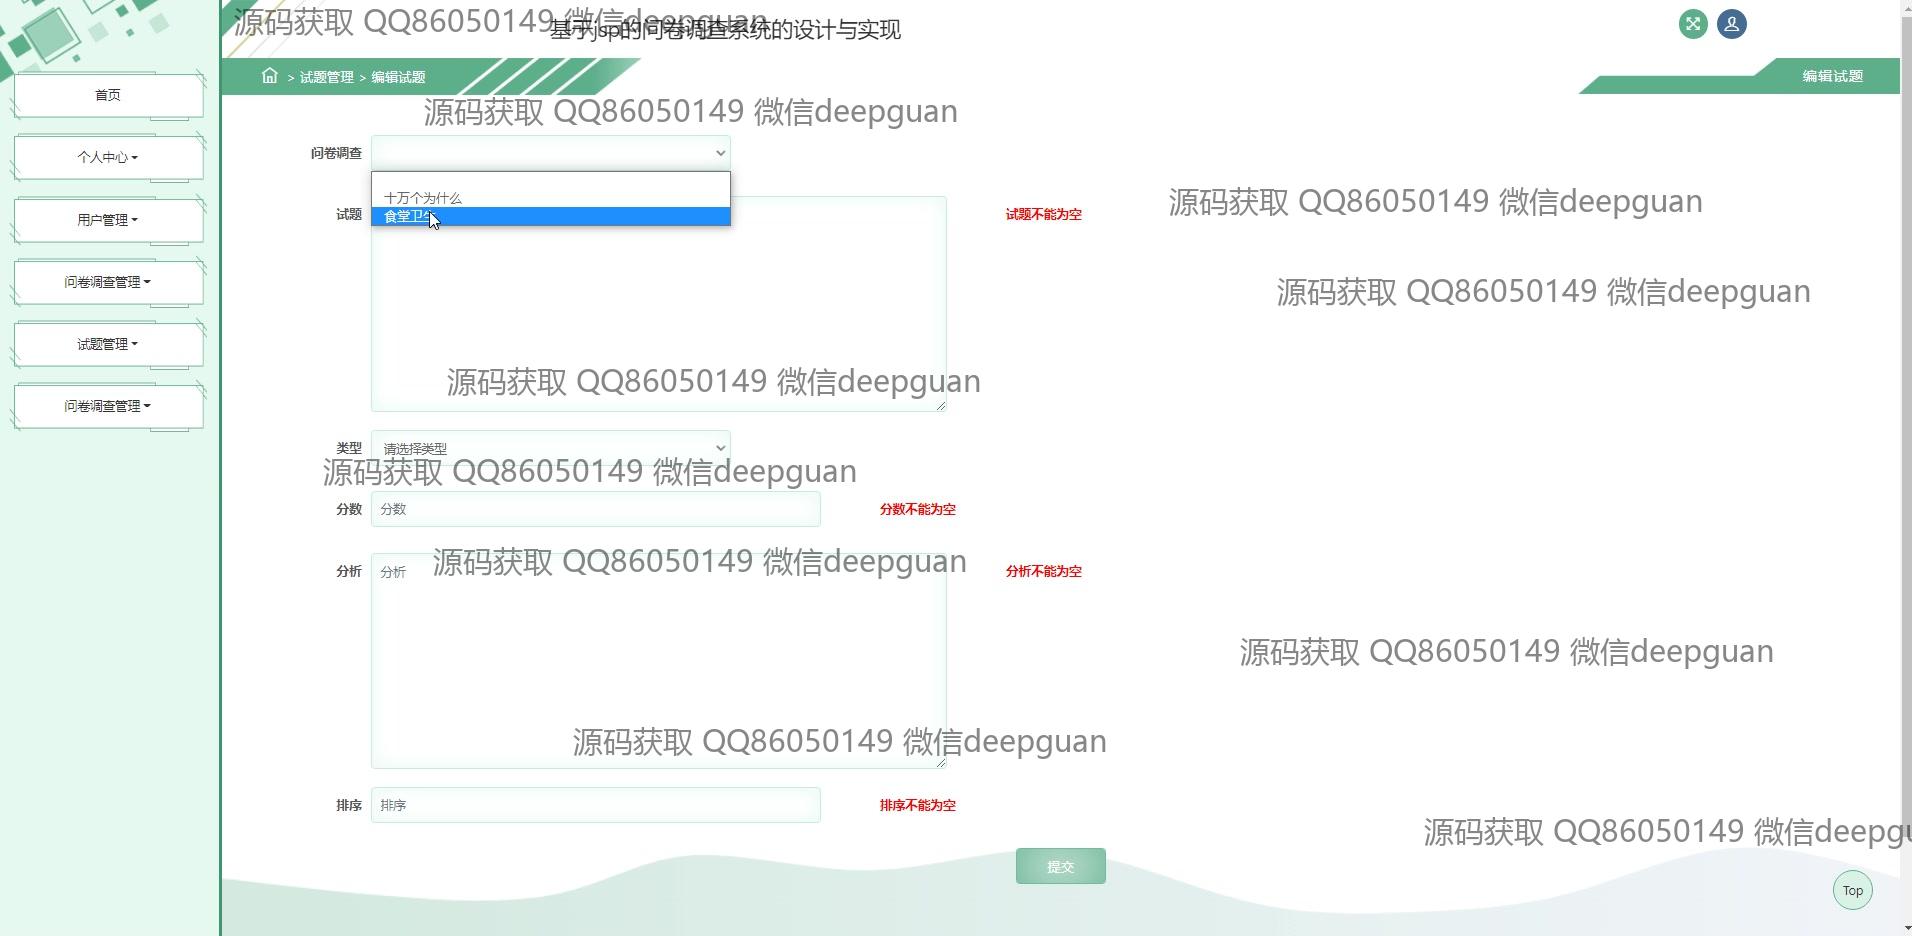 源码获取 QQ86050149 微信deepguan
基于jsp的问卷调查系统的设计与实现
> 试题管理 > 编辑试题
编辑试题
源码获取 QQ86050149 微信deepguan
首页
个人中心
用户管理
问卷调查管理
试题管理
问卷调查管理
问卷调查
十万个为什么
食堂卫生
源码获取 QQ86050149 微信deepguan
试题
试题不能为空
源码获取 QQ86050149 微信deepguan
源码获取 QQ86050149 微信deepguan
类型
请选择类型
源码获取 QQ86050149 微信deepguan
分数
分数
分数不能为空
源码获取 QQ86050149 微信deepguan
分析
分析
分析不能为空
源码获取 QQ86050149 微信deepguan
源码获取 QQ86050149 微信deepguan
排序
排序
排序不能为空
源码获取 QQ86050149 微信deepgu
提交
Top